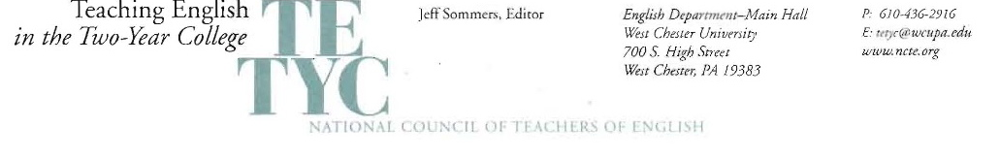 Teaching English
in the Two-Year College
TE
TYC
Jeff Sommers, Editor
English Department–Main Hall
West Chester University
700 S. High Street
West Chester, PA 19383
P: 610-436-2916
E: tetyc@wcupa.edu
www.ncte.org
NATIONAL COUNCIL OF TEACHERS OF ENGLISH